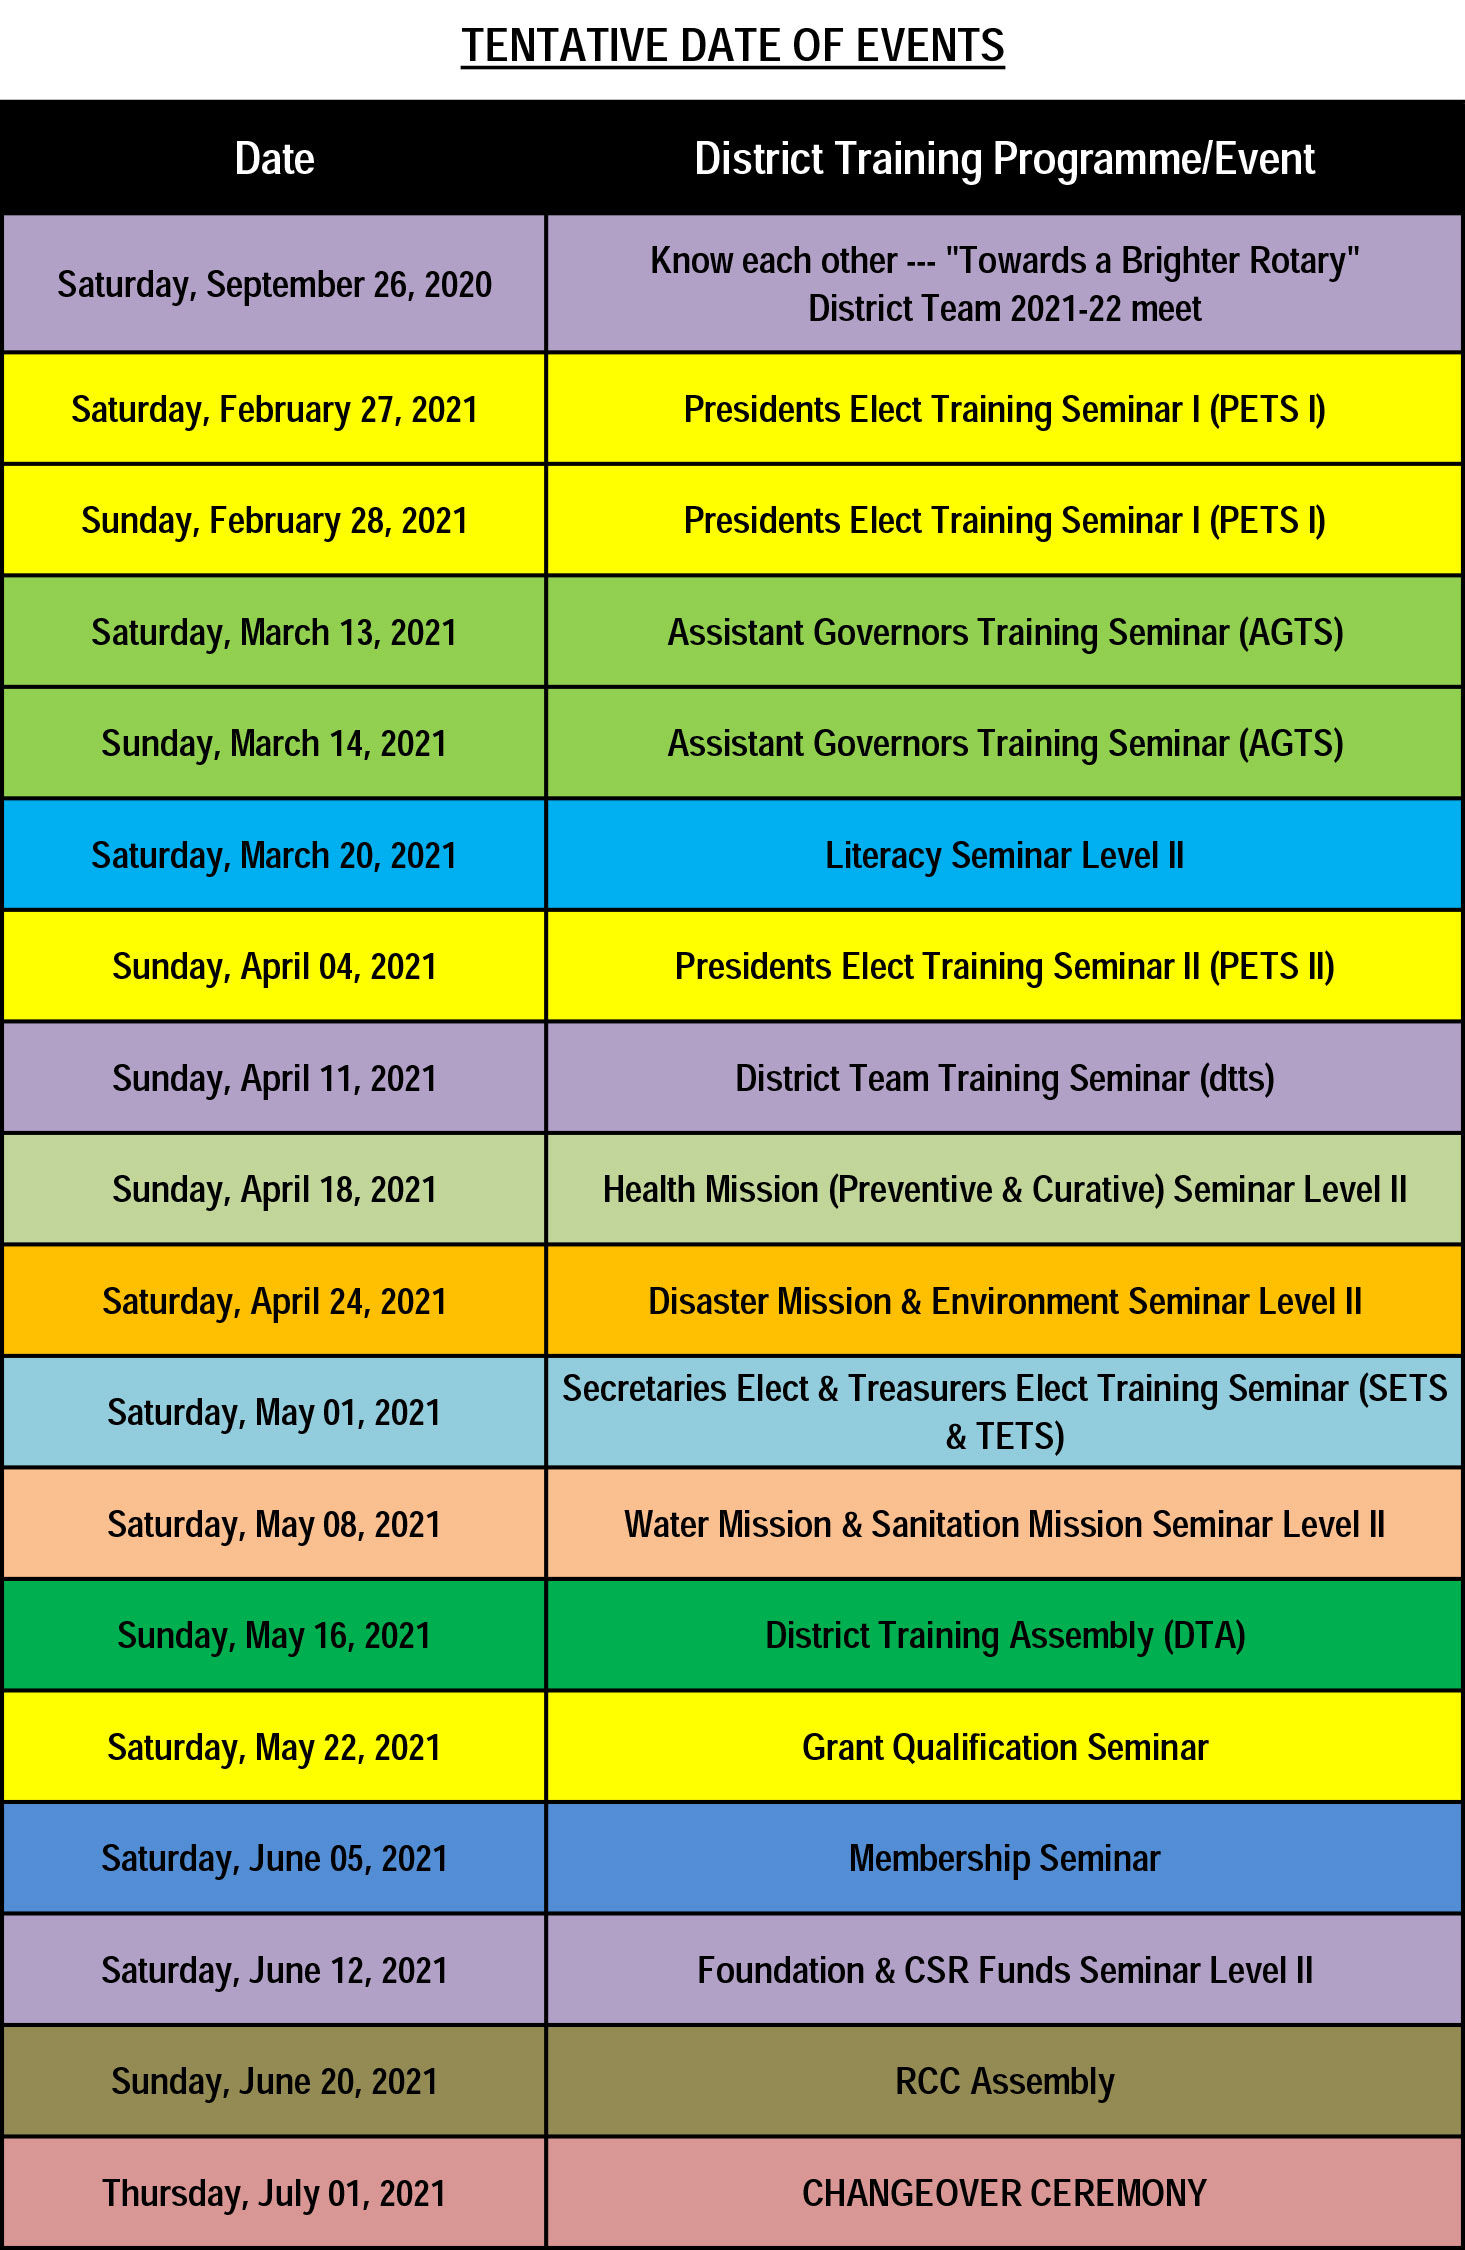 TENTATIVE DATE OF EVENTS
Date District Training Programme/Event
Saturday, September 26, 2020 Know each other --- "Towards a Brighter Rotary"
District Team 2021-22 meet
Saturday, February 27, 2021 Presidents Elect Training Seminar I (PETS I)
Sunday, February 28, 2021 Presidents Elect Training Seminar I (PETS I)
Saturday, March 13, 2021 Assistant Governors Training Seminar (AGTS)
Sunday, March 14, 2021 Assistant Governors Training Seminar (AGTS)
Saturday, March 20, 2021 Literacy Seminar Level II
Sunday, April 04, 2021 Presidents Elect Training Seminar II (PETS II)
Sunday, April 11, 2021 District Team Training Seminar (dtts)
Sunday, April 18, 2021 Health Mission (Preventive & Curative) Seminar Level II
Saturday, April 24, 2021 Disaster Mission & Environment Seminar Level II
Saturday, May 01, 2021 Secretaries Elect & Treasurers Elect Training Seminar (SETS
& TETS)
Saturday, May 08, 2021 Water Mission & Sanitation Mission Seminar Level II
Sunday, May 16, 2021 District Training Assembly (DTA)
Saturday, May 22, 2021 Grant Qualification Seminar
Saturday, June 05, 2021 Membership Seminar
Saturday, June 12, 2021 Foundation & CSR Funds Seminar Level II
Sunday, June 20, 2021 RCC Assembly
Thursday, July 01, 2021 CHANGEOVER CEREMONY